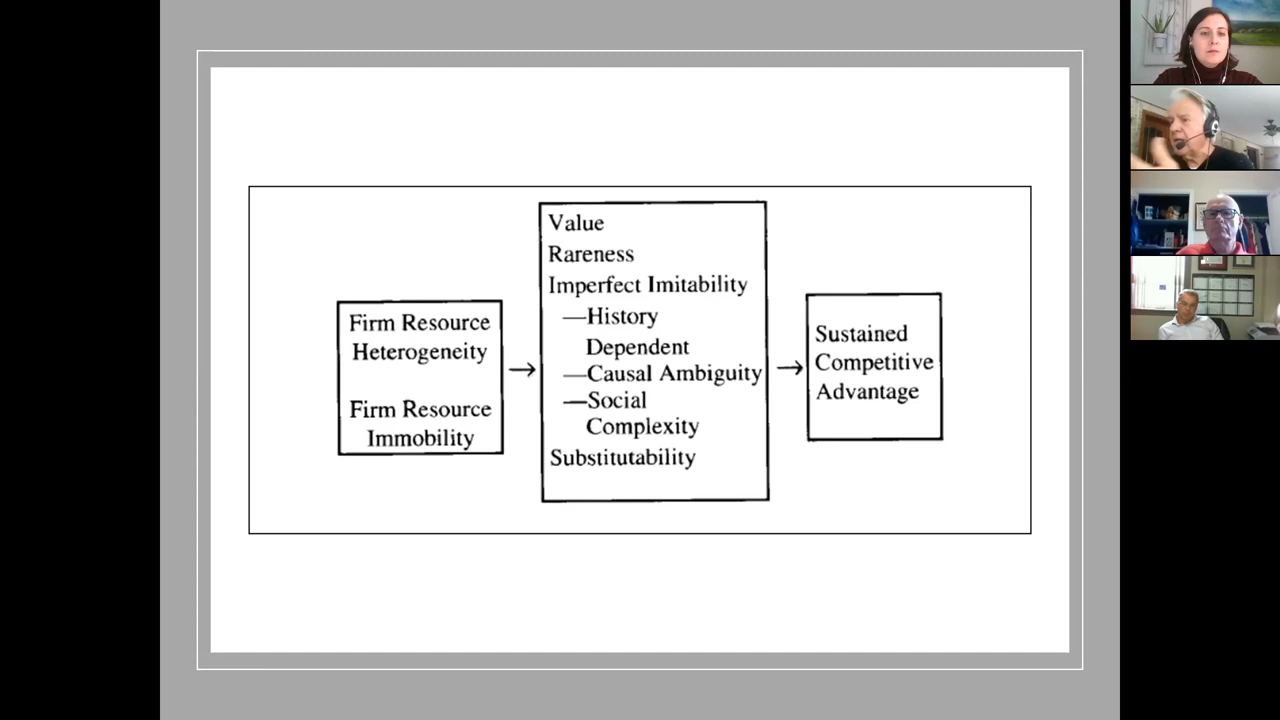 Firm Resource
Heterogeneity
Firm Resource
Immobility
Value
Rareness
Imperfect Imitability
—History
Dependent
—Causal Ambiguity
—Social
Complexity
Substitutability
Sustained
Competitive
Advantage